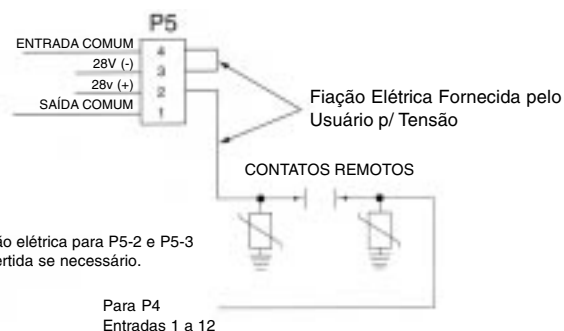 P5
ENTRADA COMUM 4
28V (-) 3
28v (+) 2
SAÍDA COMUM 1
Fiação Elétrica Fornecida pelo
Usuário p/ Tensão
CONTATOS REMOTOS
ão elétrica para P5-2 e P5-3
ertida se necessário.
Para P4
Entradas 1 a 12